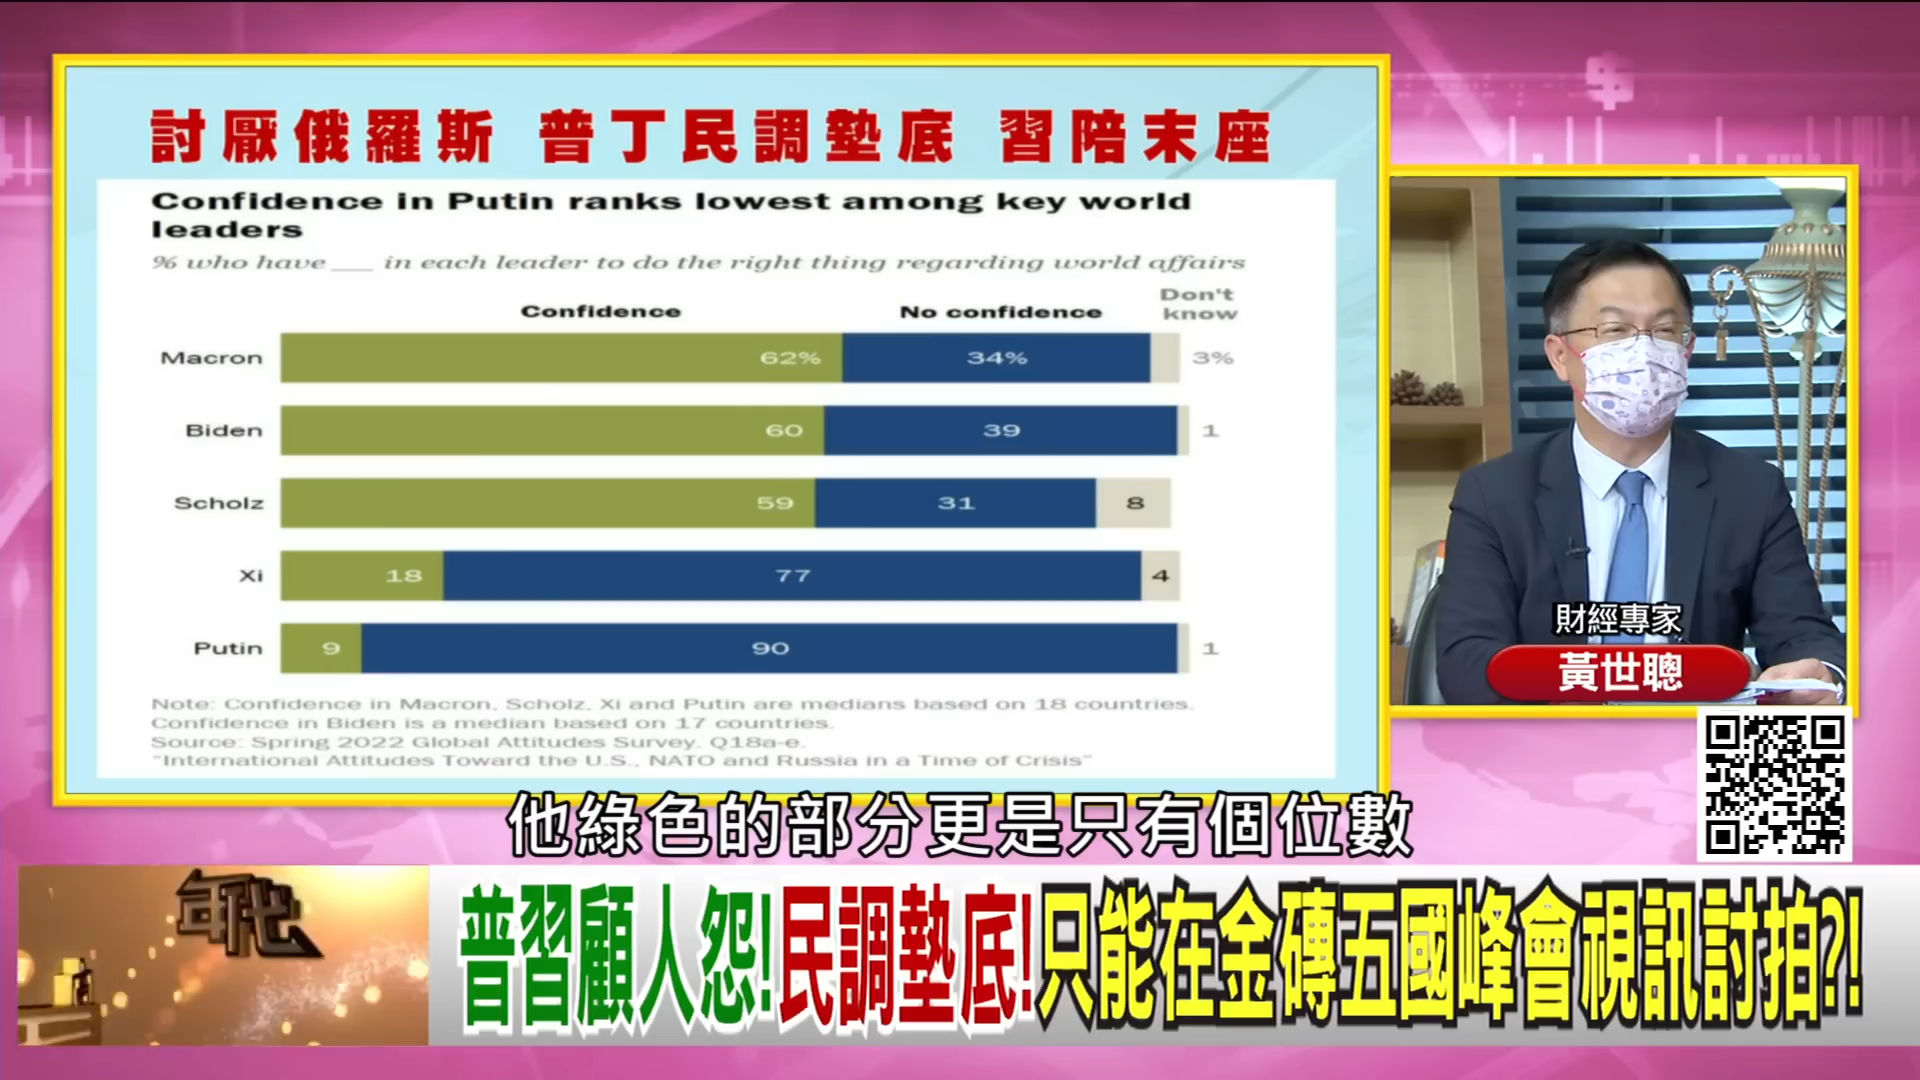 討厭俄羅斯 普丁民調墊底 習陪末座
Confidence in Putin ranks lowest among key world
leaders
% who have ___ in each leader to do the right thing regarding world affairs
Confidence No confidence Don't know
Macron 62% 34% 3%
Biden 60 39 1
Scholz 59 31 8
Xi 18 77 4
Putin 9 90 1
Note: Confidence in Macron, Scholz, Xi and Putin are medians based on 18 countries.
Confidence in Biden is a median based on 17 countries.
Source: Spring 2022 Global Attitudes Survey. Q18a-e.
"International Attitudes Toward the U.S., NATO and Russia in a Time of Crisis"
財經專家
黃世聰
他綠色的部分更是只有個位數
年代
普習顧人怨!民調墊底!只能在金磚五國峰會視訊討拍?!